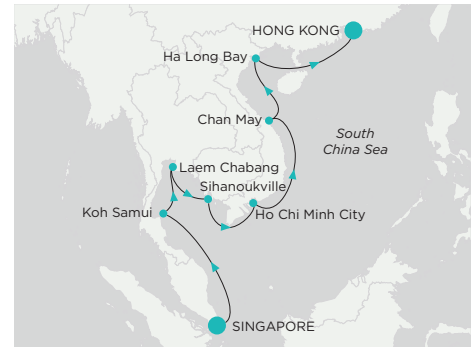 HONG KONG
Ha Long Bay
Chan May
South
China Sea
Laem Chabang
Sihanoukville
Koh Samui
Ho Chi Minh City
SINGAPORE